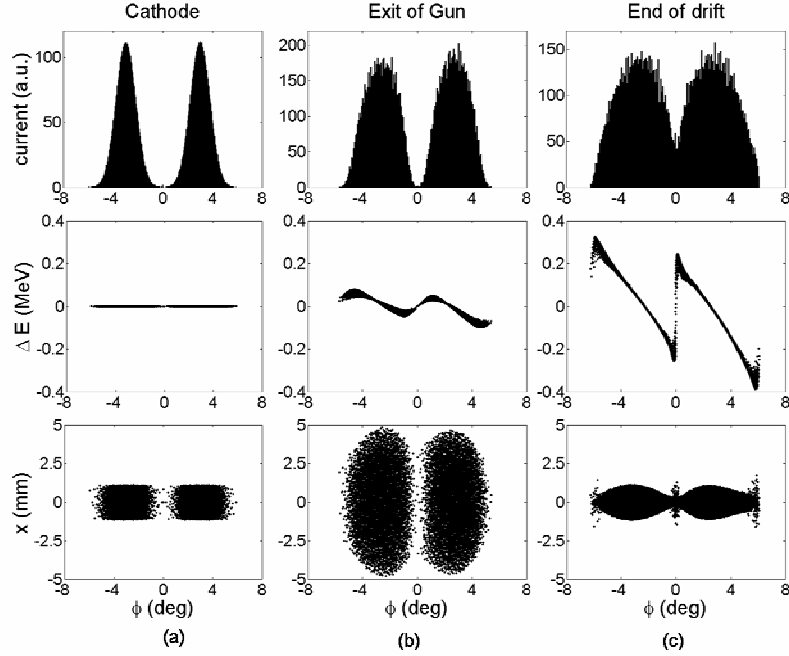 Cathode
Exit of Gun
End of drift
current (a.u.)
100
50
0
-8 -4 0 4 8
200
150
100
50
0
-8 -4 0 4 8
150
100
50
0
-8 -4 0 4 8
Δ E (MeV)
0.4
0.2
0
-0.2
-0.4
-8 -4 0 4 8
0.4
0.2
0
-0.2
-0.4
-8 -4 0 4 8
0.4
0.2
0
-0.2
-0.4
-8 -4 0 4 8
x (mm)
5
2.5
0
-2.5
-5
-8 -4 0 4 8
5
2.5
0
-2.5
-5
-8 -4 0 4 8
5
2.5
0
-2.5
-5
-8 -4 0 4 8
ϕ (deg)
ϕ (deg)
ϕ (deg)
(a)
(b)
(c)